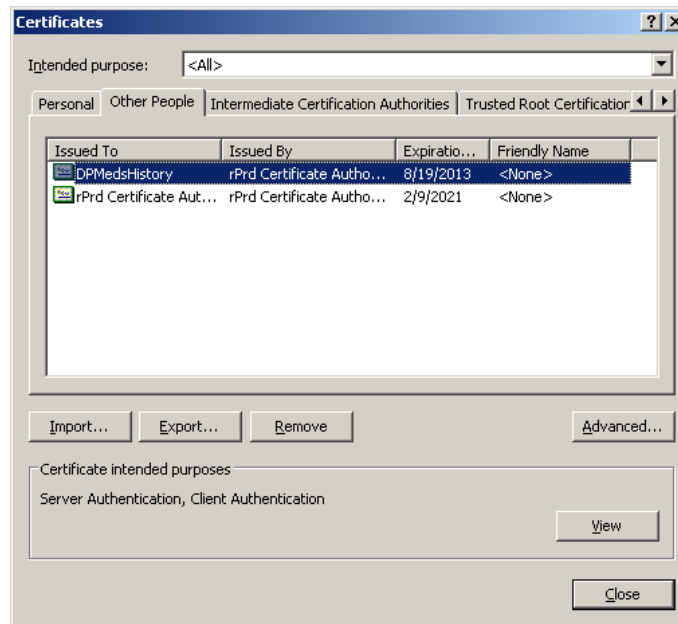 Certificates
Intended purpose: <All>
Personal Other People Intermediate Certification Authorities Trusted Root Certification
Issued To Issued By Expiratio... Friendly Name
DPMedsHistory rPrd Certificate Autho... 8/19/2013 <None>
rPrd Certificate Aut... rPrd Certificate Autho... 2/9/2021 <None>
Import... Export... Remove Advanced...
Certificate intended purposes
Server Authentication, Client Authentication
View
Close